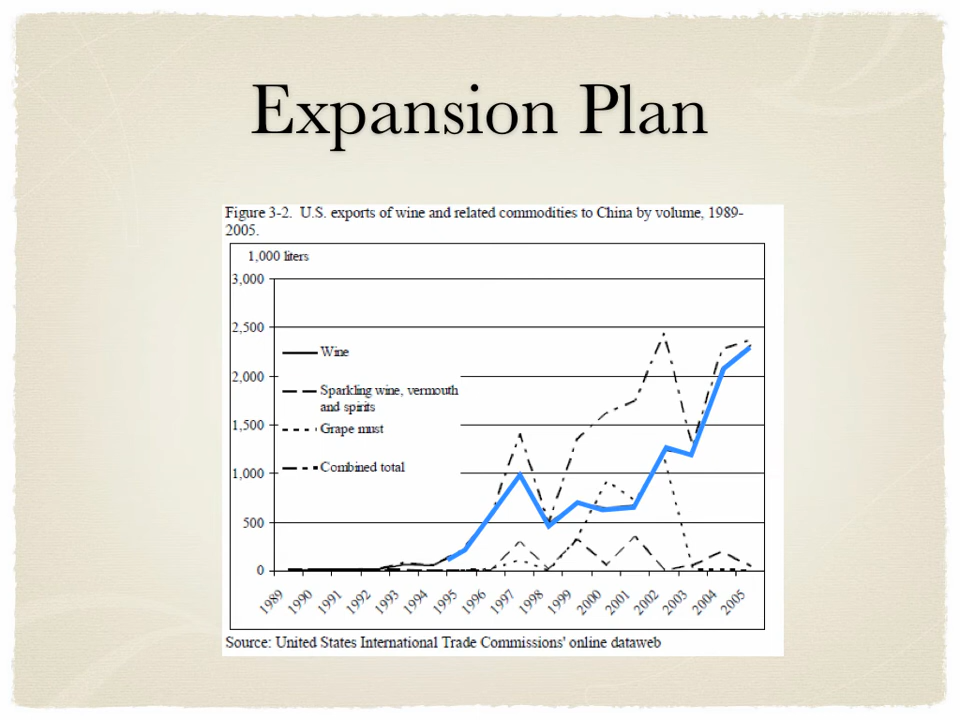 Expansion Plan
Figure 3-2. U.S. exports of wine and related commodities to China by volume, 1989-
2005.
1,000 liters
3,000
2,500
2,000
1,500
1,000
500
0
Wine
Sparkling wine, vermouth
and spirits
Grape must
Combined total
1989
1990
1991
1992
1993
1994
1995
1996
1997
1998
1999
2000
2001
2002
2003
2004
2005
Source: United States International Trade Commissions' online dataweb